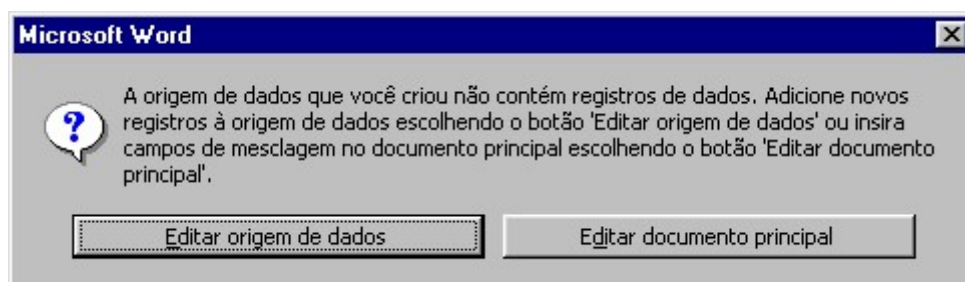 Microsoft Word
A origem de dados que você criou não contém registros de dados. Adicione novos
registros à origem de dados escolhendo o botão 'Editar origem de dados' ou insira
campos de mesclagem no documento principal escolhendo o botão 'Editar documento
principal'.
Editar origem de dados
Editar documento principal